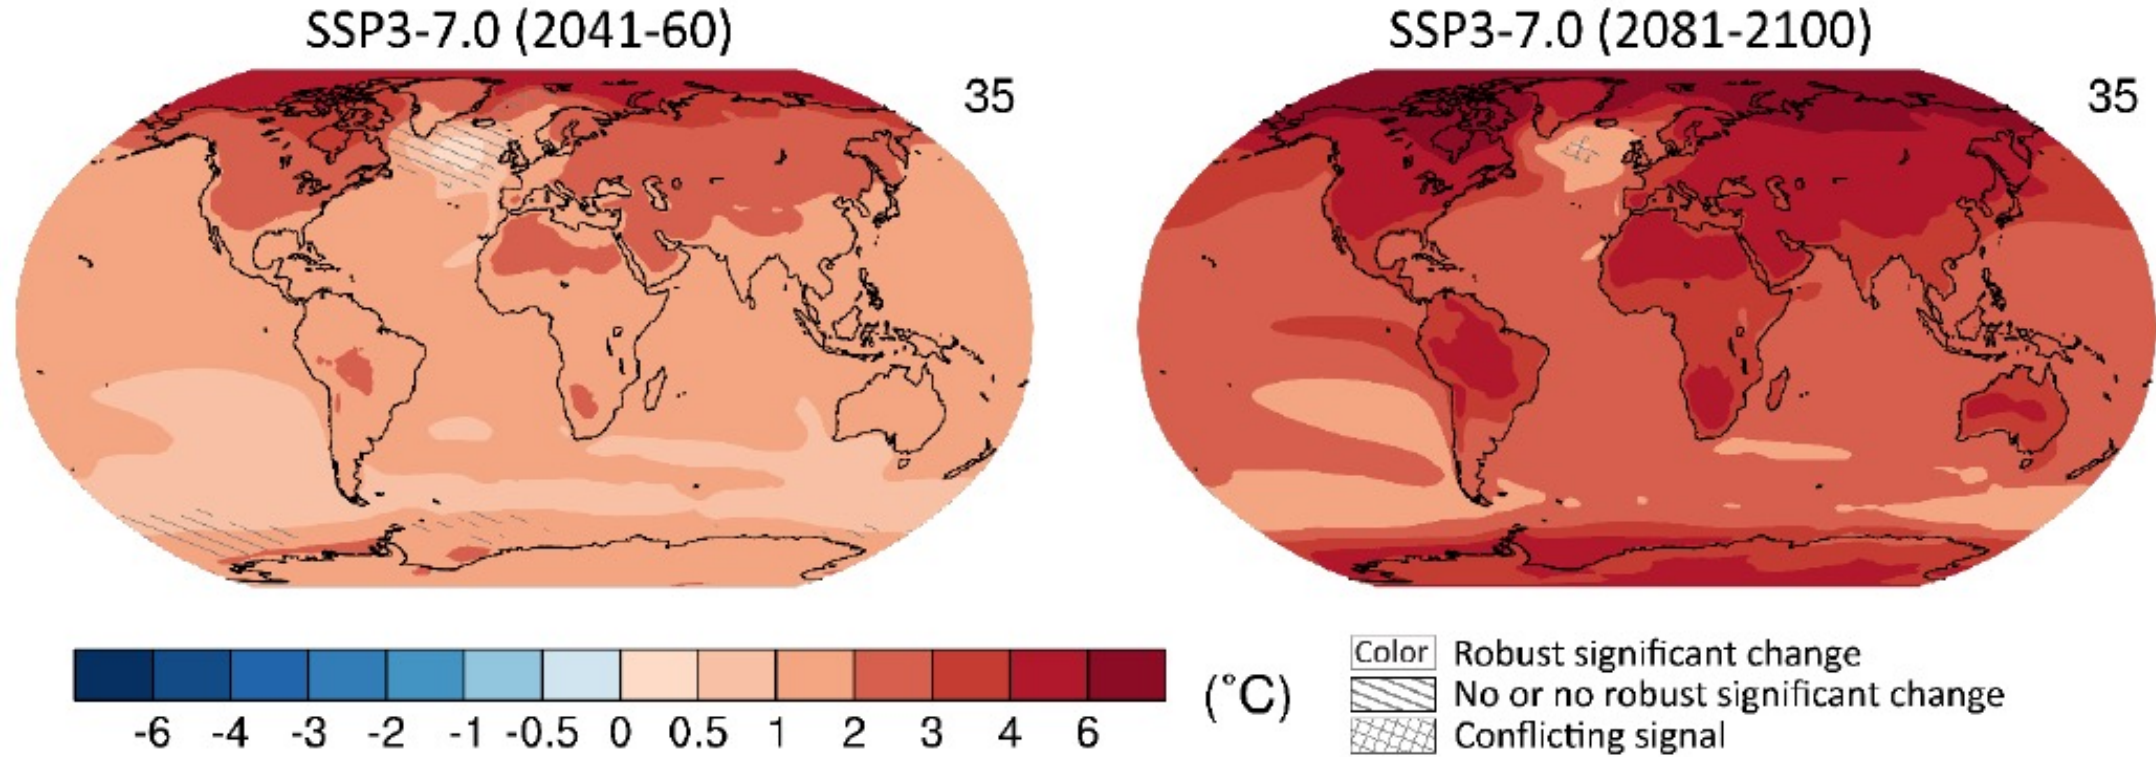 SSP3-7.0 (2041-60)
35
SSP3-7.0 (2081-2100)
35
-6 -4 -3 -2 -1 -0.5 0 0.5 1 2 3 4 6
(°C)
Color Robust significant change
No or no robust significant change
Conflicting signal